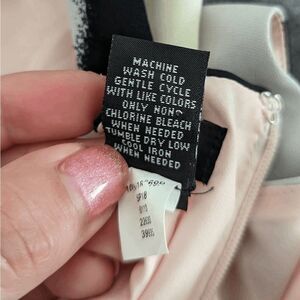 MACHINE
WASH COLD
GENTLE CYCLE
WITH LIKE COLORS
ONLY NON
CHLORINE BLEACH
WHEN NEEDED
TUMBLE DRY LOW
COOL IRON
WHEN NEEDED
SP18